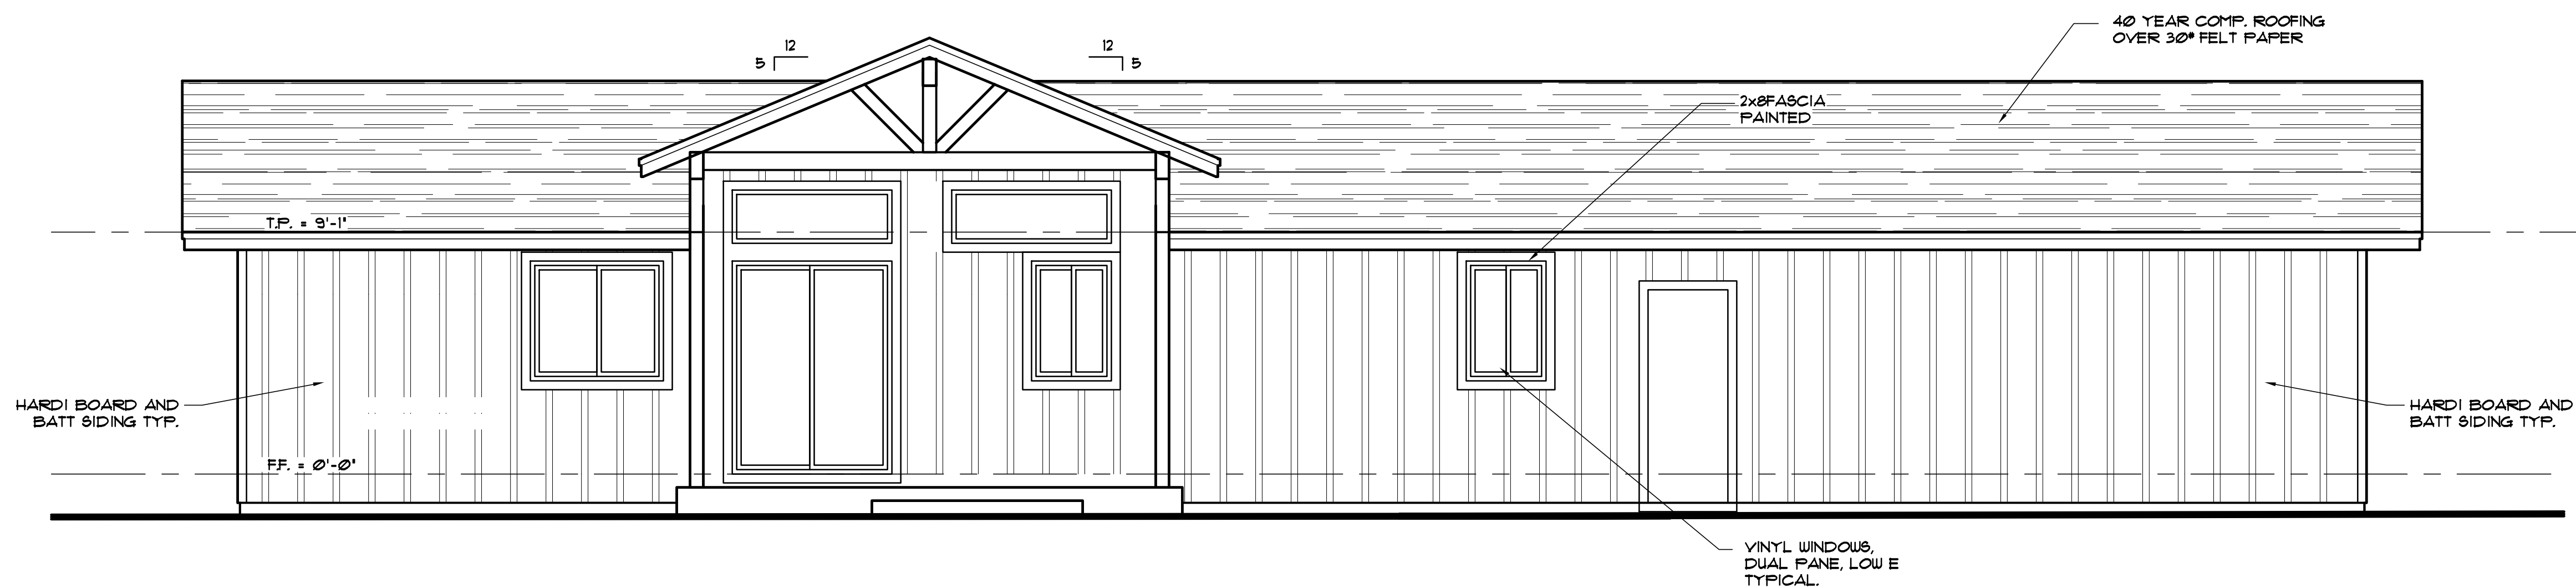 12
5
12
5
40 YEAR COMP. ROOFING
OVER 30# FELT PAPER
2x8FASCIA
PAINTED
T.P. = 9'-1"
HARDI BOARD AND
BATT SIDING TYP.
HARDI BOARD AND
BATT SIDING TYP.
F.F. = 0'-0"
VINYL WINDOWS,
DUAL PANE, LOW E
TYPICAL.